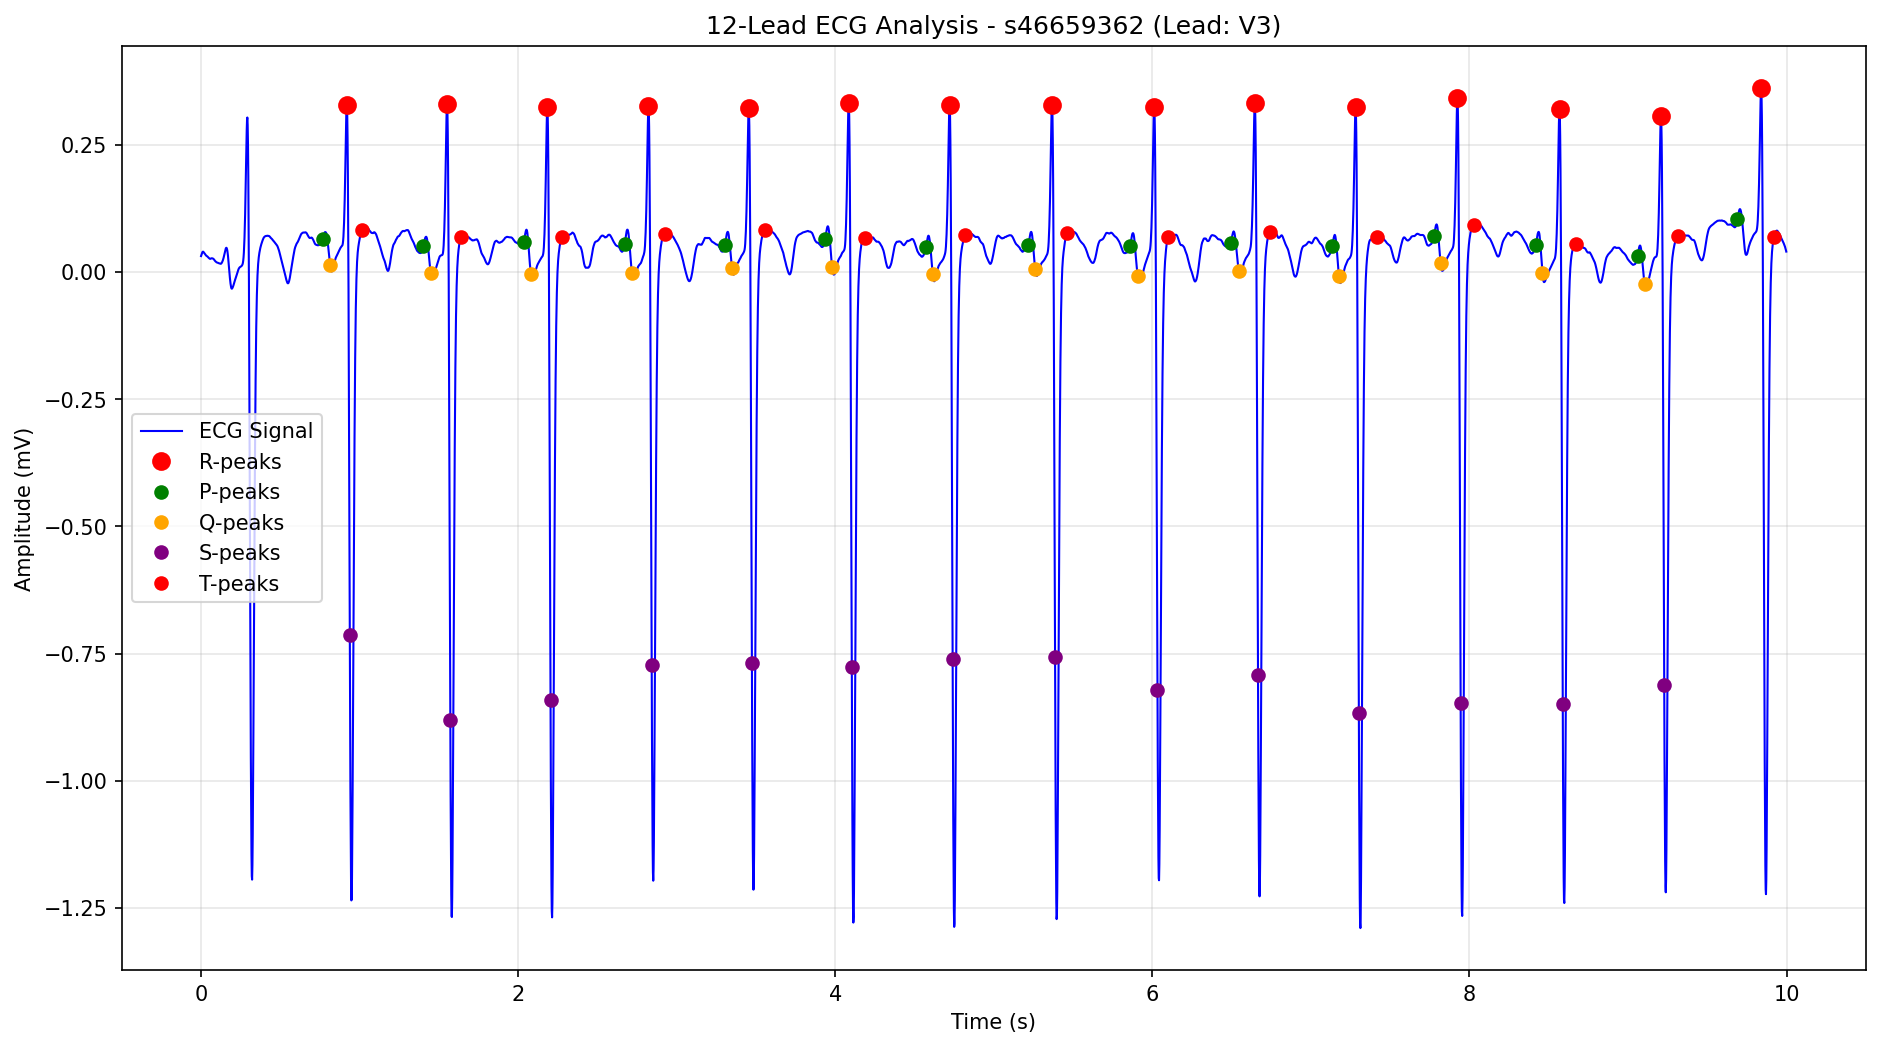 12-Lead ECG Analysis - s46659362 (Lead: V3)
Amplitude (mV)
0.25
0.00
−0.25
−0.50
−0.75
−1.00
−1.25
ECG Signal
R-peaks
P-peaks
Q-peaks
S-peaks
T-peaks
0 2 4 6 8 10
Time (s)